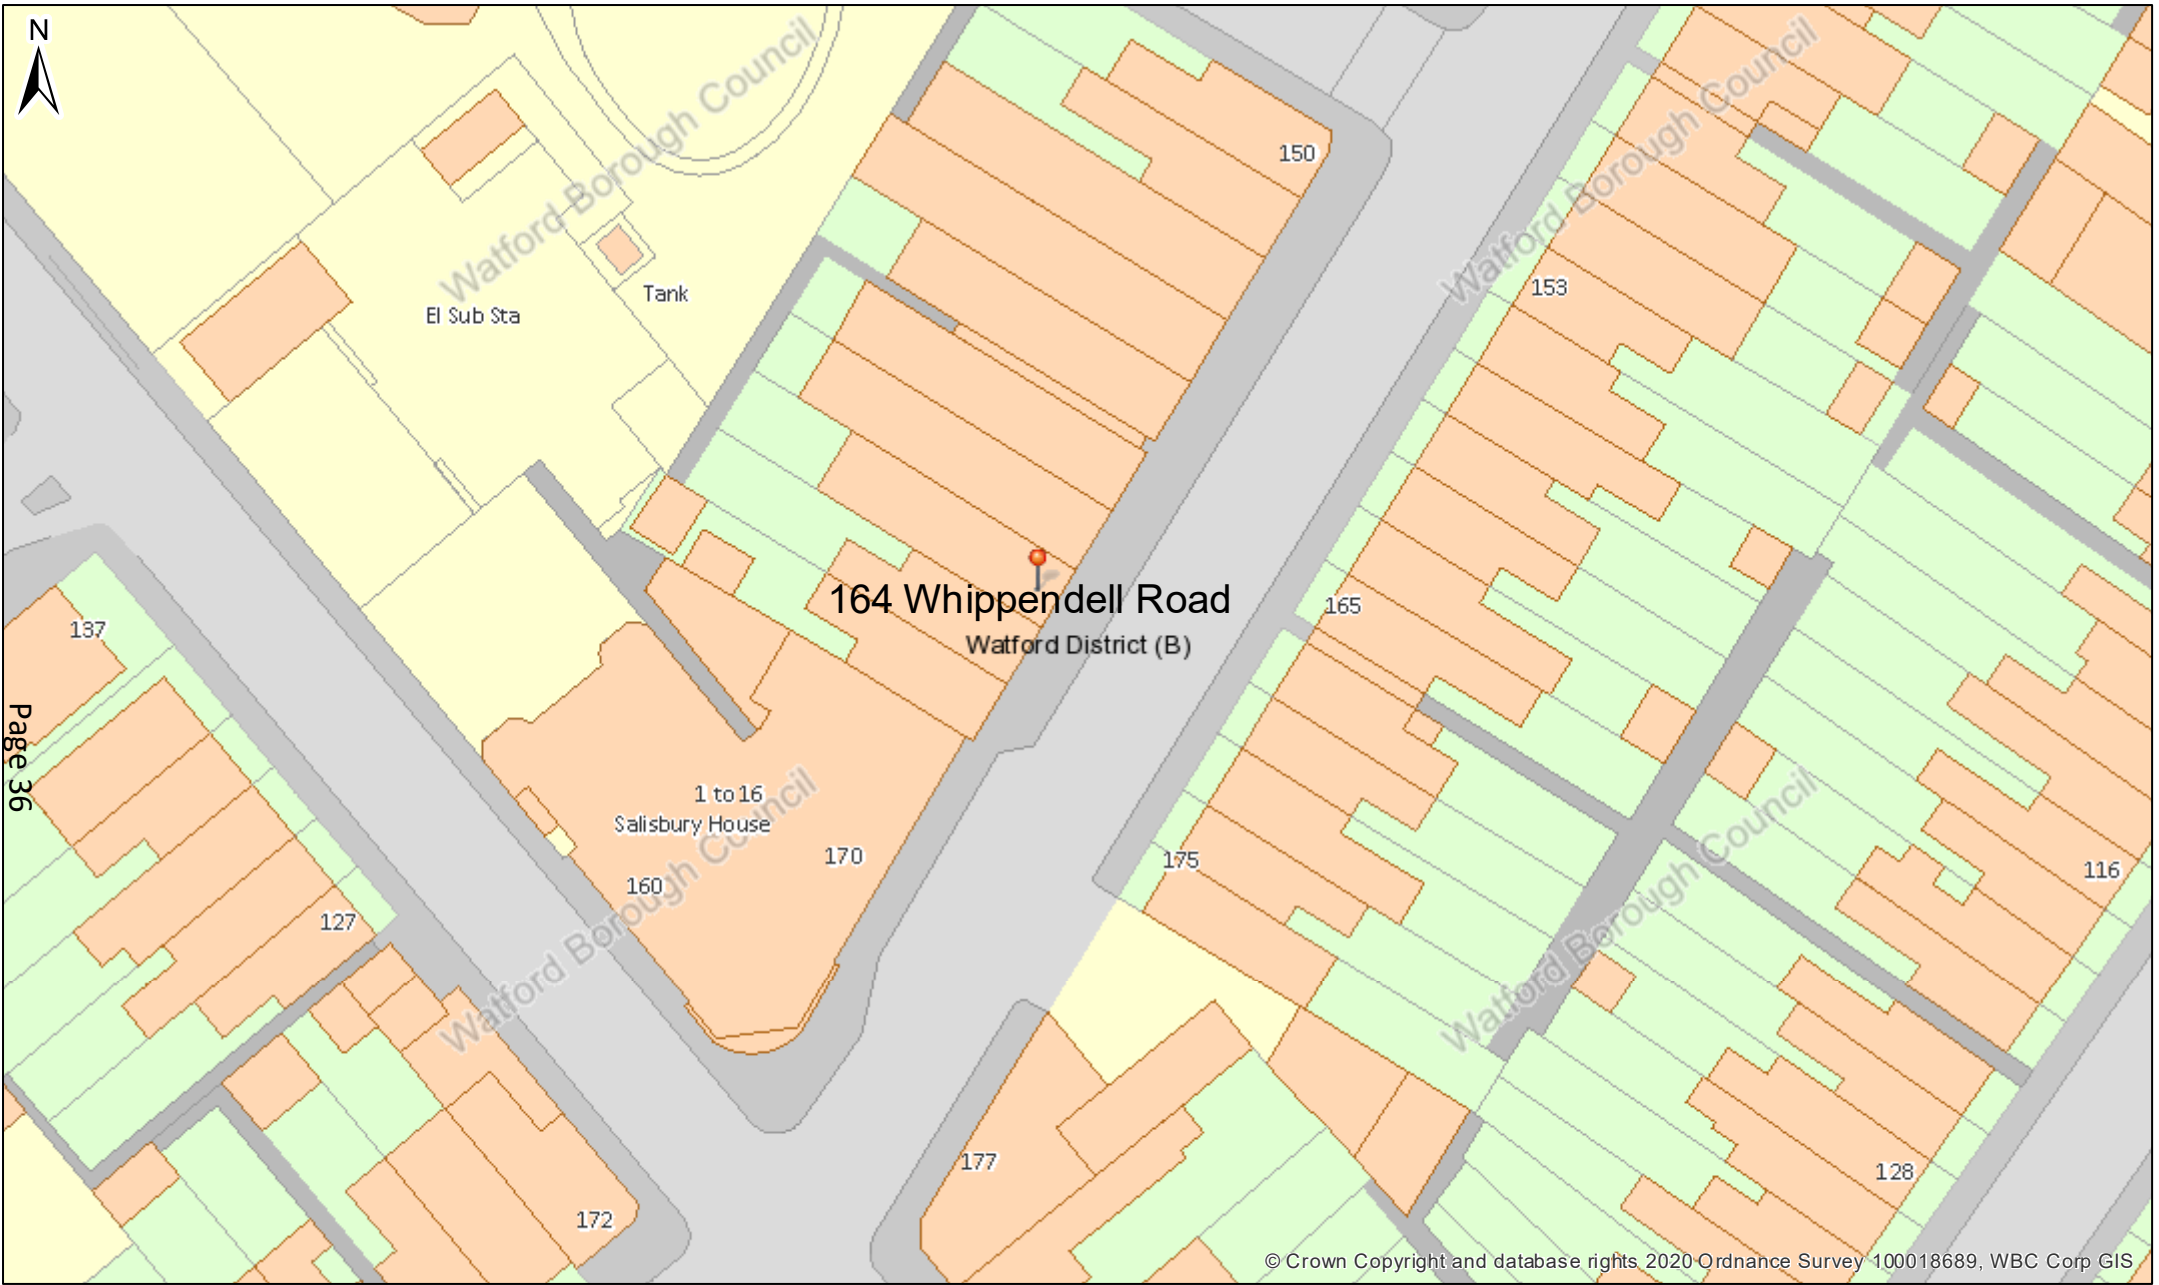 N
Watford Borough Council
Watford Borough Council
150
153
Tank
El Sub Sta
164 Whippendell Road
165
Watford District (B)
137
Page 36
1 to 16
Salisbury House
170
160
175
116
127
Watford Borough Council
Watford Borough Council
177
128
172
© Crown Copyright and database rights 2020 Ordnance Survey 100018689, WBC Corp GIS